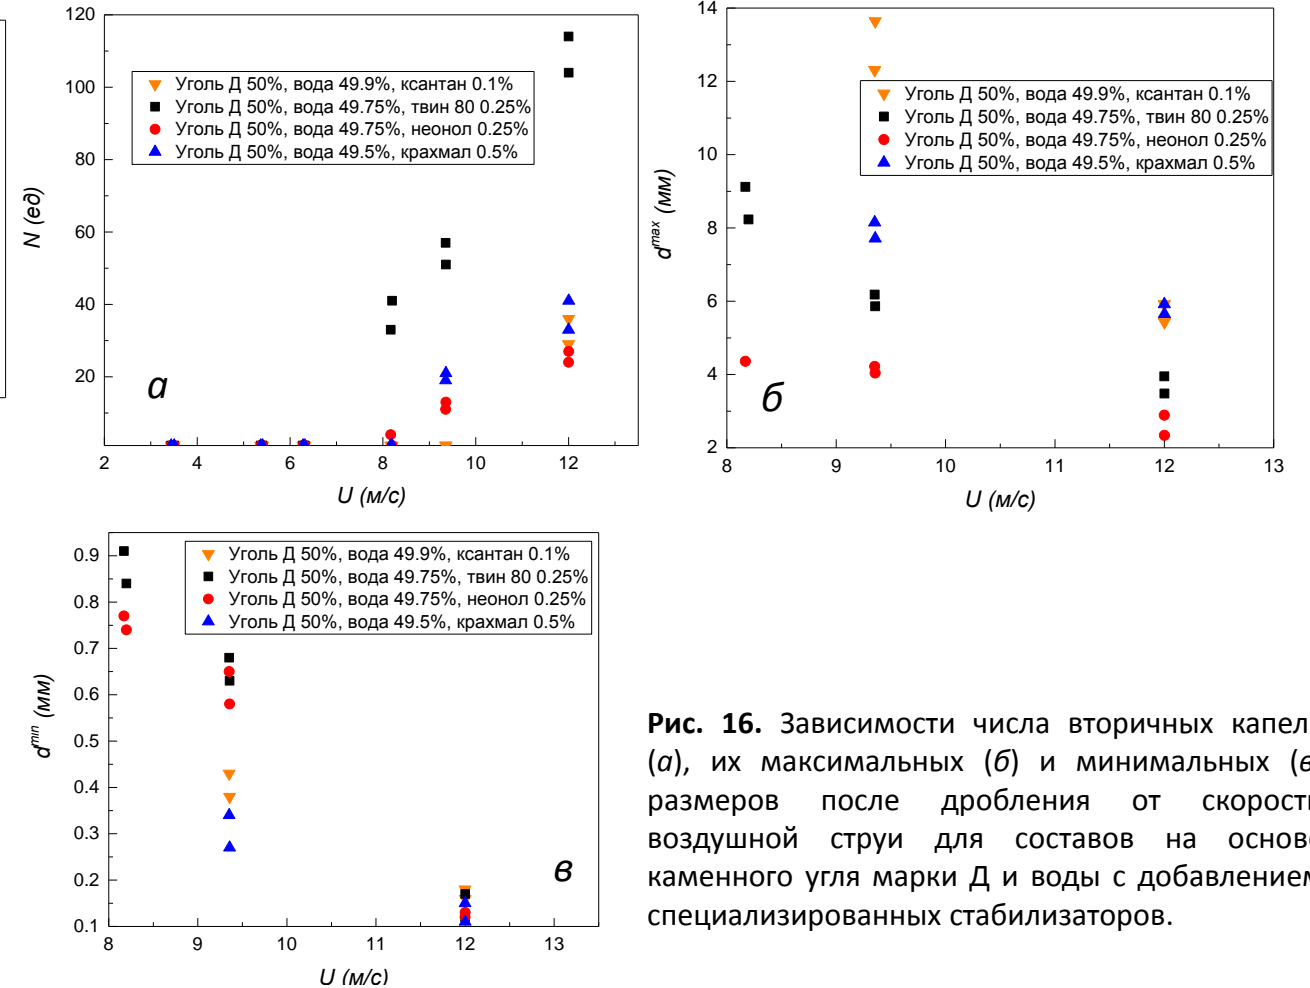 120
100
80
60
40
20
N (ед)
Уголь Д 50%, вода 49.9%, ксантан 0.1%
Уголь Д 50%, вода 49.75%, твин 80 0.25%
Уголь Д 50%, вода 49.75%, неонол 0.25%
Уголь Д 50%, вода 49.5%, крахмал 0.5%
а
2 4 6 8 10 12
U (м/с)
14
12
10
8
6
4
2
d^max (мм)
Уголь Д 50%, вода 49.9%, ксантан 0.1%
Уголь Д 50%, вода 49.75%, твин 80 0.25%
Уголь Д 50%, вода 49.75%, неонол 0.25%
Уголь Д 50%, вода 49.5%, крахмал 0.5%
б
8 9 10 11 12 13
U (м/с)
0.9
0.8
0.7
0.6
0.5
0.4
0.3
0.2
0.1
d^min (мм)
Уголь Д 50%, вода 49.9%, ксантан 0.1%
Уголь Д 50%, вода 49.75%, твин 80 0.25%
Уголь Д 50%, вода 49.75%, неонол 0.25%
Уголь Д 50%, вода 49.5%, крахмал 0.5%
в
8 9 10 11 12 13
U (м/с)
Рис. 16. Зависимости числа вторичных капел
(а), их максимальных (б) и минимальных (в
размеров после дробления от скорост
воздушной струи для составов на основ
каменного угля марки Д и воды с добавлением
специализированных стабилизаторов.